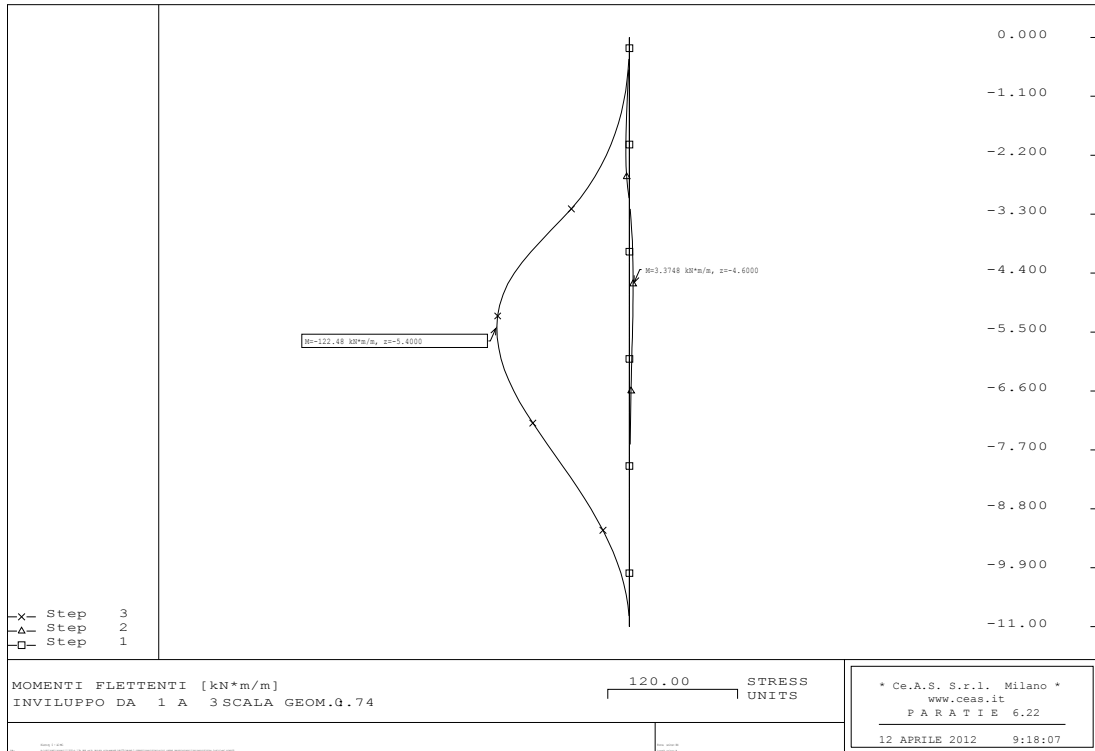 0.000
-1.100
-2.200
-3.300
M=3.3748 kN*m/m, z=-4.6000
-4.400
M=-122.48 kN*m/m, z=-5.4000
-5.500
-6.600
-7.700
-8.800
-9.900
-11.00
Step 3
Step 2
Step 1
MOMENTI FLETTENTI [kN*m/m]
INVILUPPO DA 1 A 3 SCALA GEOM.
120.00
STRESS
UNITS
* Ce.A.S. S.r.l. Milano *
www.ceas.it
P A R A T I E 6.22
12 APRILE 2012 9:18:07